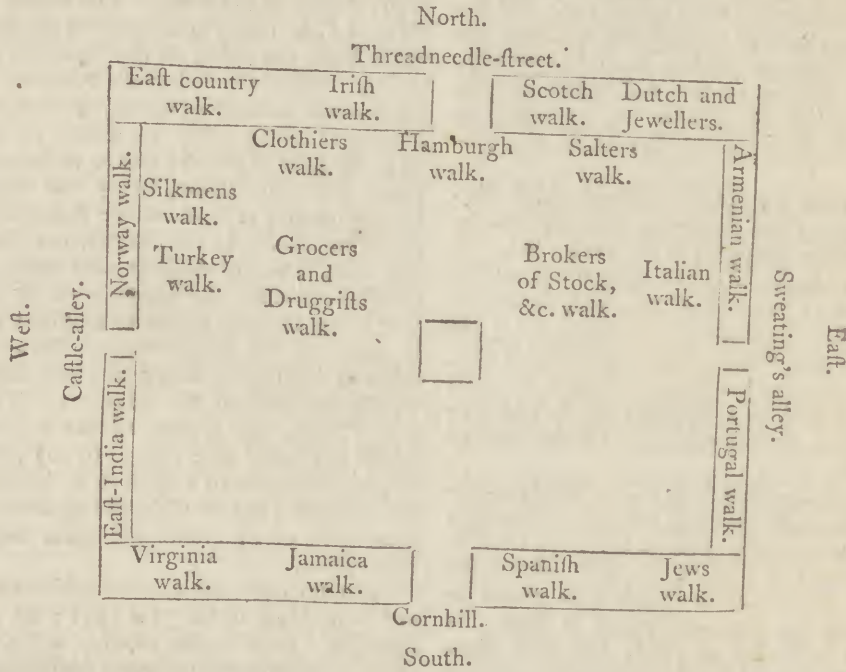 North.
Threadneedle-ſtreet.
Eaſt country
walk.
Iriſh
walk.
Scotch
walk.
Dutch and
Jewellers.
Clothiers
walk.
Hamburgh
walk.
Salters
walk.
Norway walk.
Silkmens
walk.
Turkey
walk.
Grocers
and
Druggiſts
walk.
Brokers
of Stock,
&c. walk.
Italian
walk.
Armenian walk.
Weſt.
Caſtle-alley.
Sweating's alley.
Eaſt.
Eaſt-India walk.
Portugal walk.
Virginia
walk.
Jamaica
walk.
Spaniſh
walk.
Jews
walk.
Cornhill.
South.